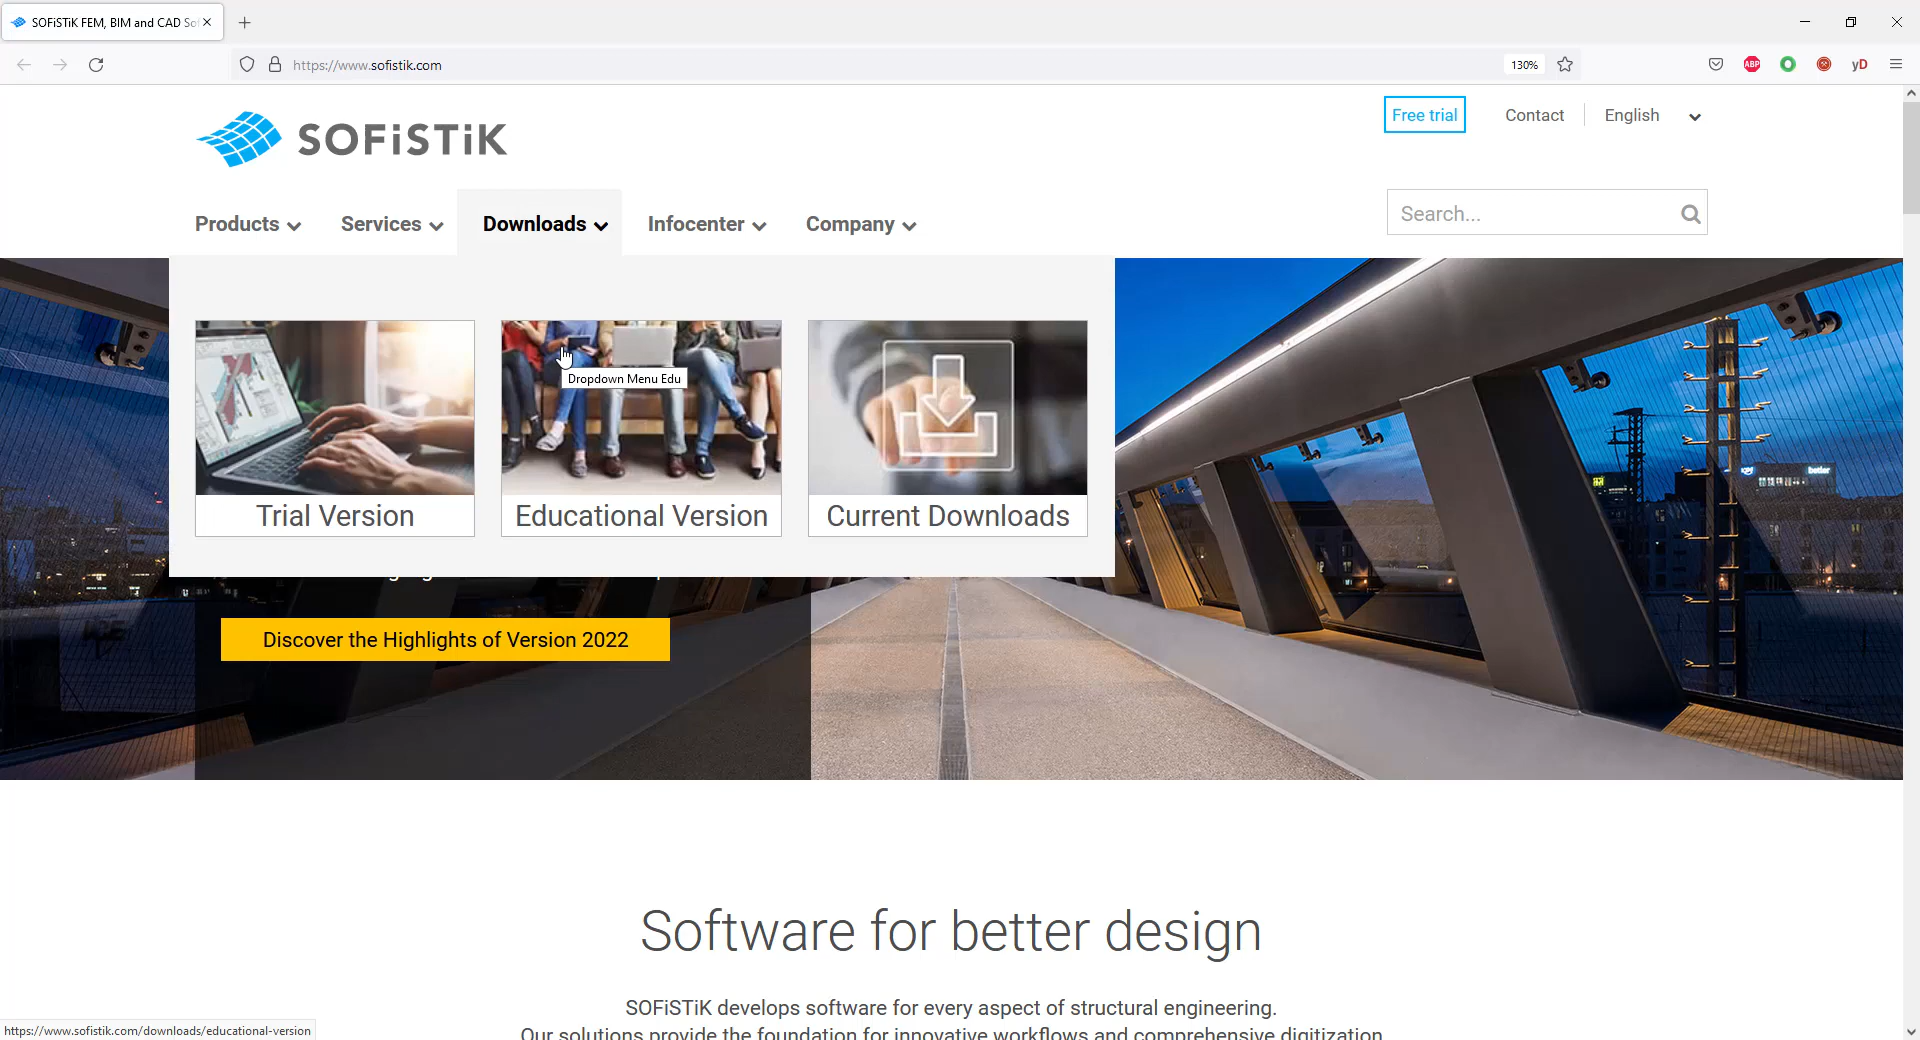 SOFiSTiK FEM, BIM and CAD So
https://www.sofistik.com
130%
ABP
yD
SOFiSTiK
Free trial
Contact
English
Products
Services
Downloads
Infocenter
Company
Search...
Dropdown Menu Edu
Trial Version
Educational Version
Current Downloads
Discover the Highlights of Version 2022
Software for better design
SOFiSTiK develops software for every aspect of structural engineering.
Our solutions provide the foundation for innovative workflows and comprehensive digitization
https://www.sofistik.com/downloads/educational-version